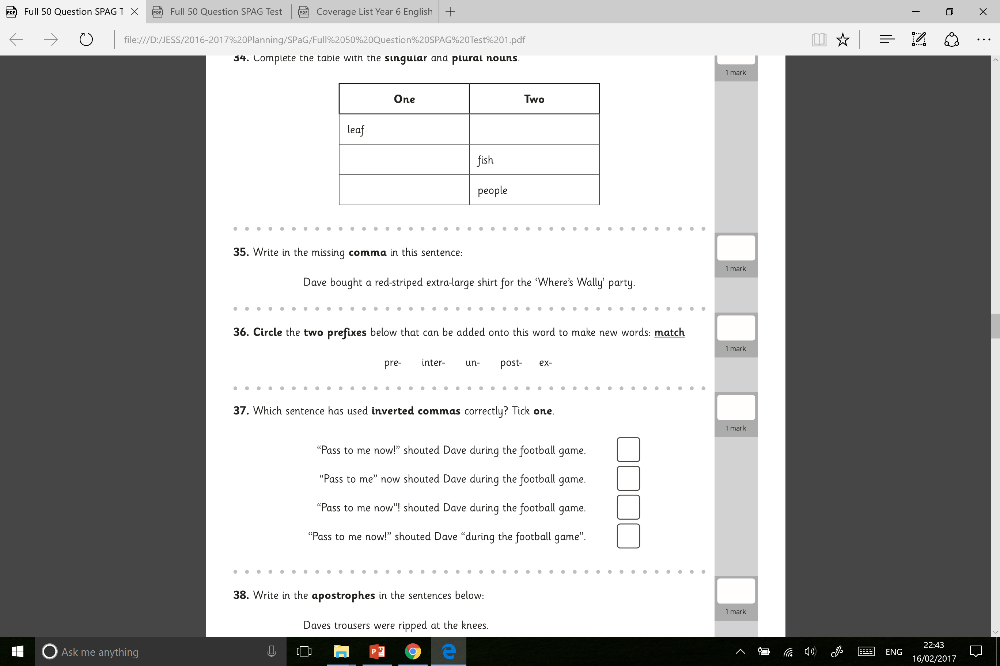 Full 50 Question SPAG T
Full 50 Question SPAG Test
Coverage List Year 6 English
file:///D:/JESS/2016-2017%20Planning/SPaG/Full%2050%20Question%20SPAG%20Test%201.pdf
34. Complete the table with the singular and plural nouns.
1 mark
One Two
leaf
fish
people
35. Write in the missing comma in this sentence:
1 mark
Dave bought a red-striped extra-large shirt for the ‘Where’s Wally’ party.
36. Circle the two prefixes below that can be added onto this word to make new words: match
1 mark
pre- inter- un- post- ex-
37. Which sentence has used inverted commas correctly? Tick one.
1 mark
“Pass to me now!” shouted Dave during the football game.
“Pass to me” now shouted Dave during the football game.
“Pass to me now”! shouted Dave during the football game.
“Pass to me now!” shouted Dave “during the football game”.
38. Write in the apostrophes in the sentences below:
1 mark
Daves trousers were ripped at the knees.
Ask me anything
ENG
22:43
16/02/2017